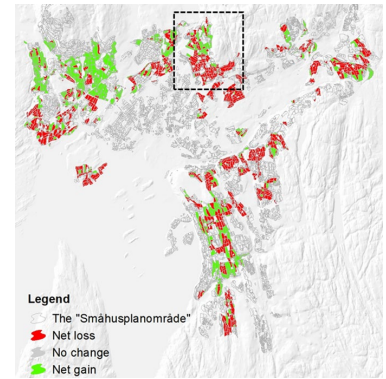 Legend
The "Småhusplanområde"
Net loss
No change
Net gain